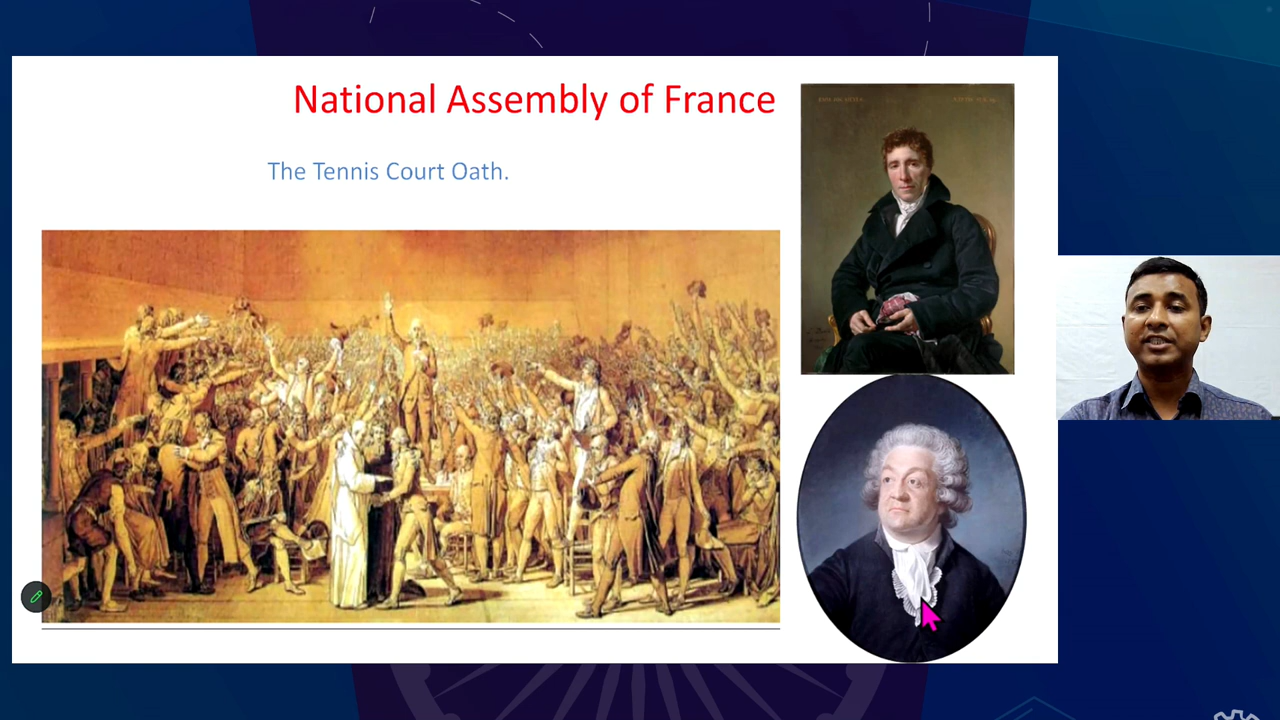 National Assembly of France
The Tennis Court Oath.